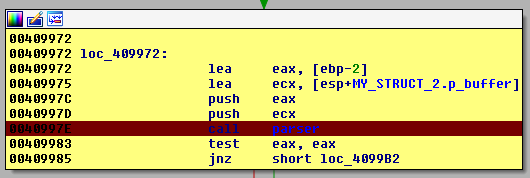 00409972
00409972 loc_409972:
00409972 lea eax, [ebp-2]
00409975 lea ecx, [esp+MY_STRUCT_2.p_buffer]
0040997C push eax
0040997D push ecx
0040997E call parser
00409983 test eax, eax
00409985 jnz short loc_4099B2